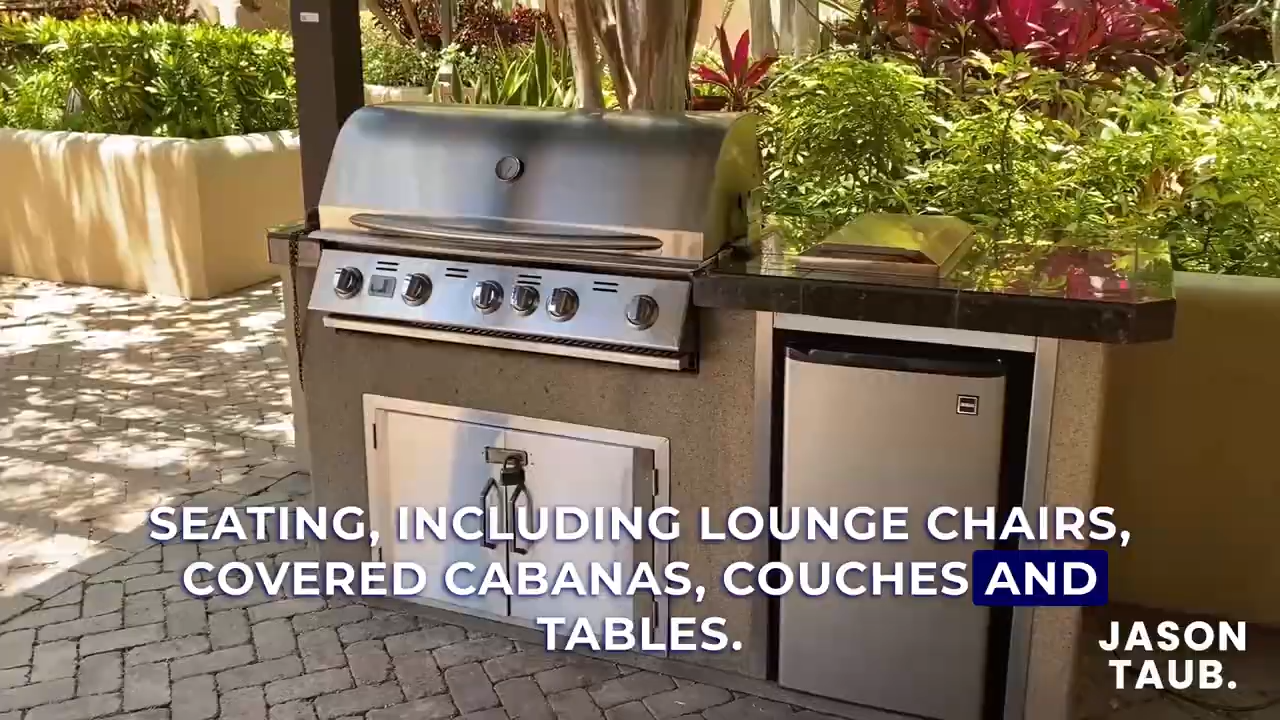 SEATING, INCLUDING LOUNGE CHAIRS,
COVERED CABANAS, COUCHES AND
TABLES.
JASON
TAUB.